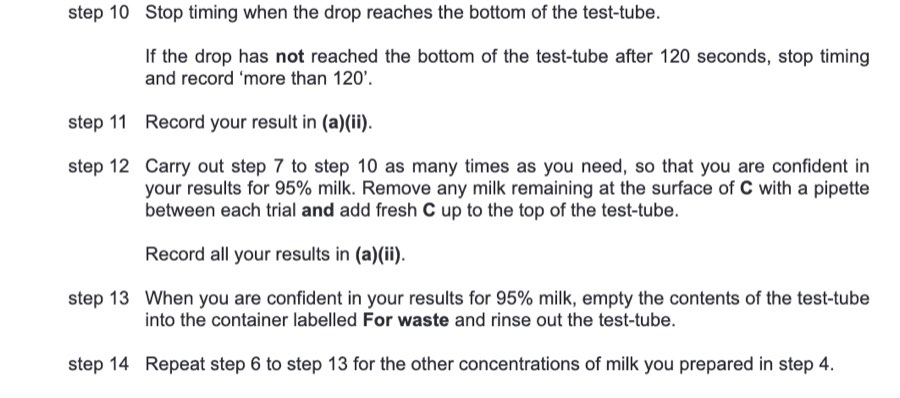 step 10 Stop timing when the drop reaches the bottom of the test-tube.
If the drop has not reached the bottom of the test-tube after 120 seconds, stop timing
and record ‘more than 120’.
step 11 Record your result in (a)(ii).
step 12 Carry out step 7 to step 10 as many times as you need, so that you are confident in
your results for 95% milk. Remove any milk remaining at the surface of C with a pipette
between each trial and add fresh C up to the top of the test-tube.
Record all your results in (a)(ii).
step 13 When you are confident in your results for 95% milk, empty the contents of the test-tube
into the container labelled For waste and rinse out the test-tube.
step 14 Repeat step 6 to step 13 for the other concentrations of milk you prepared in step 4.